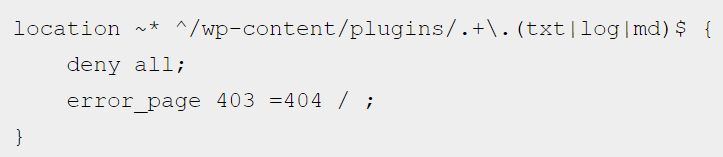 location ~* ^/wp-content/plugins/.+\.(txt|log|md)$ {
    deny all;
    error_page 403 =404 / ;
}